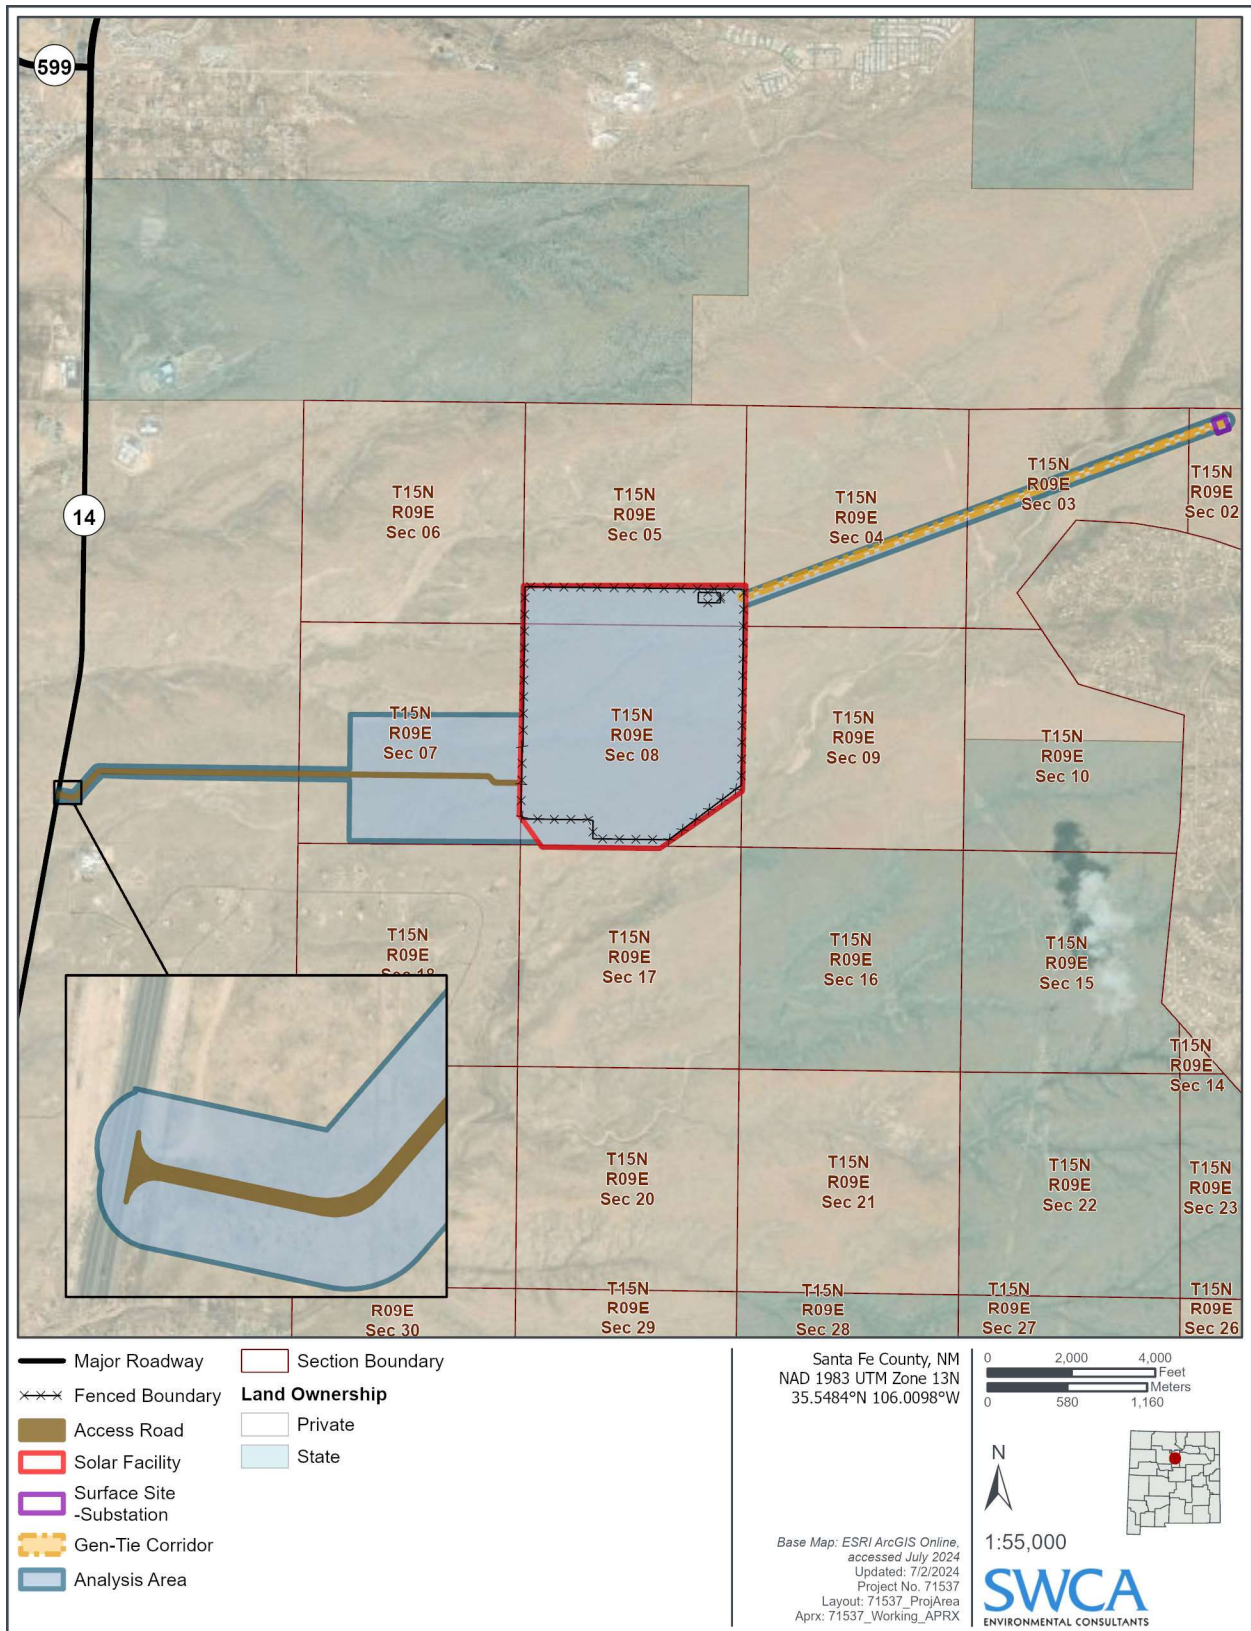 599
14
T15N
R09E
Sec 06
T15N
R09E
Sec 05
T15N
R09E
Sec 04
T15N
R09E
Sec 03
T15N
R09E
Sec 02
T15N
R09E
Sec 07
T15N
R09E
Sec 08
T15N
R09E
Sec 09
T15N
R09E
Sec 10
T15N
R09E
Sec 18
T15N
R09E
Sec 17
T15N
R09E
Sec 16
T15N
R09E
Sec 15
T15N
R09E
Sec 14
T15N
R09E
Sec 20
T15N
R09E
Sec 21
T15N
R09E
Sec 22
T15N
R09E
Sec 23
R09E
Sec 30
T15N
R09E
Sec 29
T15N
R09E
Sec 28
T15N
R09E
Sec 27
T15N
R09E
Sec 26
Major Roadway
Fenced Boundary
Access Road
Solar Facility
Surface Site
-Substation
Gen-Tie Corridor
Analysis Area
Section Boundary
Land Ownership
Private
State
Santa Fe County, NM
NAD 1983 UTM Zone 13N
35.5484°N 106.0098°W
Base Map: ESRI ArcGIS Online,
accessed July 2024
Updated: 7/2/2024
Project No. 71537
Layout: 71537_ProjArea
Aprx: 71537_Working_APRX
0 2,000 4,000
Feet
Meters
0 580 1,160
N
1:55,000
SWCA
ENVIRONMENTAL CONSULTANTS